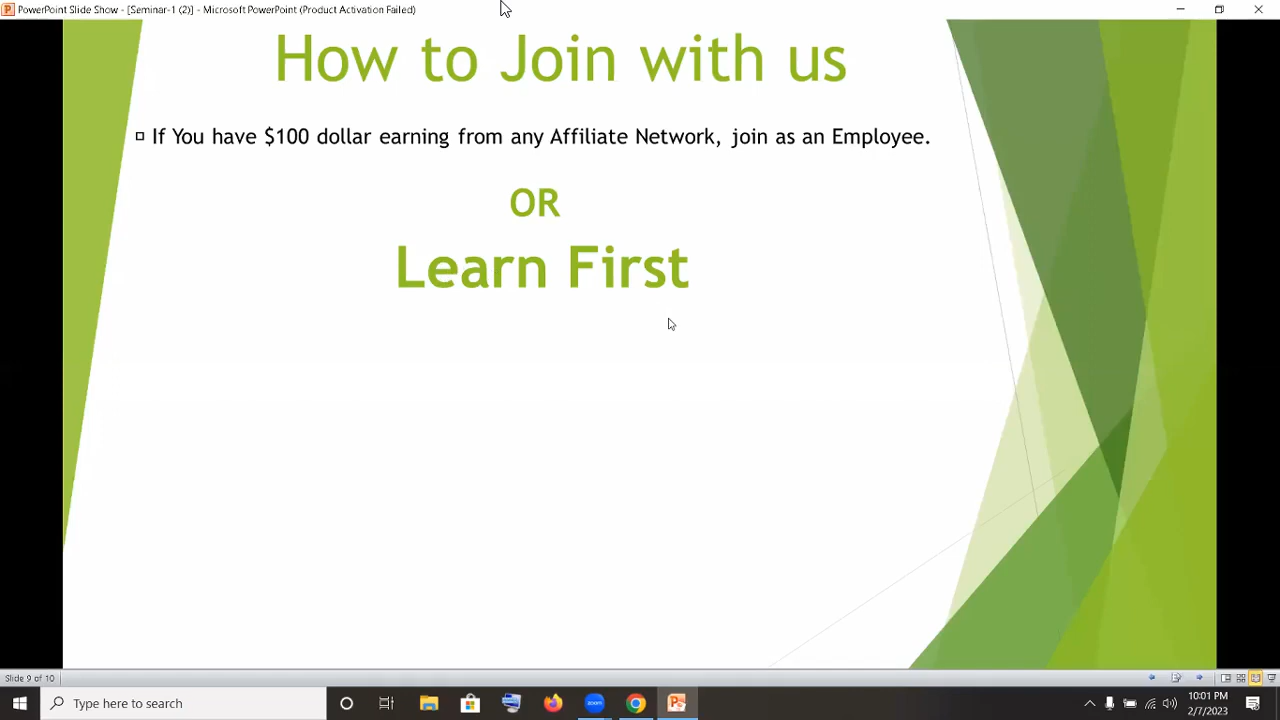 PowerPoint Slide Show - [Seminar-1 (2)] - Microsoft PowerPoint (Product Activation Failed)
How to Join with us
If You have $100 dollar earning from any Affiliate Network, join as an Employee.
OR
Learn First
Slide 9 of 10
Type here to search
zoom
10:01 PM
2/7/2023